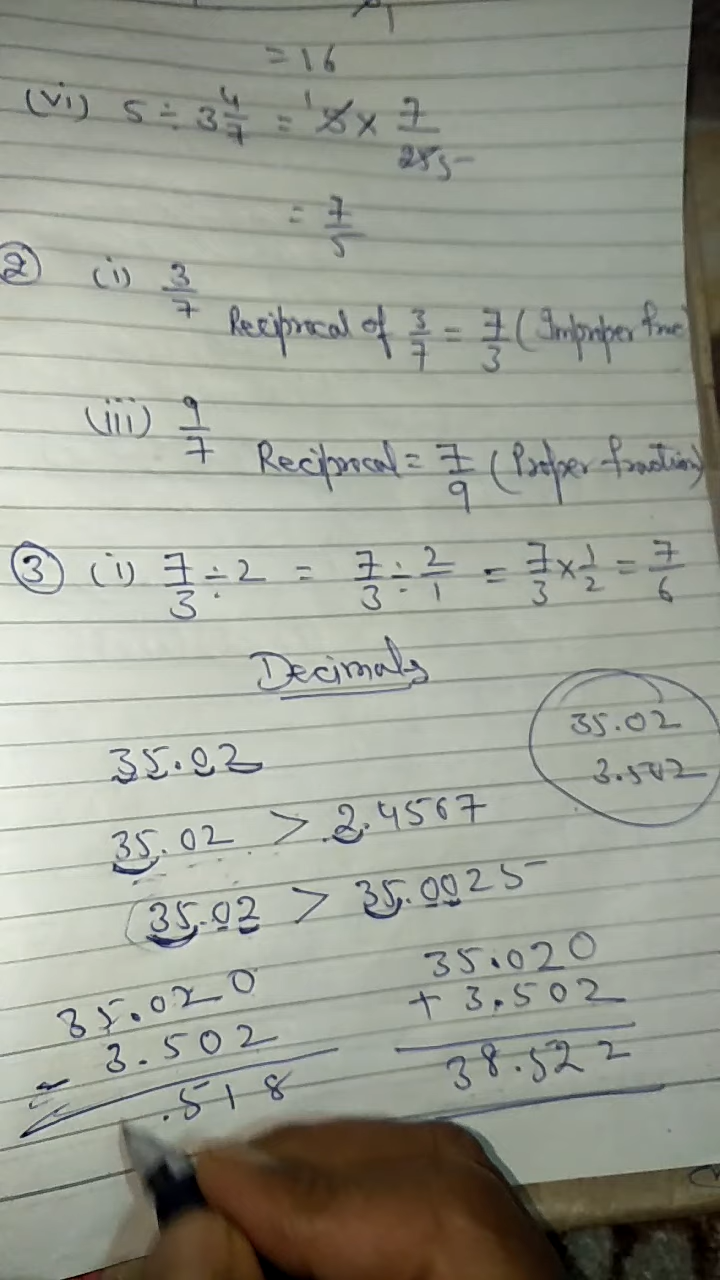 = 16
(vi) 5 ÷ 3 4/7 = 1 5 × 7/25 5
= 7/5
② (i) 3/7
Reciprocal of 3/7 = 7/3 (Improper frac
(iii) 9/7 Reciprocal = 7/9 (Proper fraction)
③ (i) 7/3 ÷ 2 = 7/3 ÷ 2/1 = 7/3 × 1/2 = 7/6
Decimals
35.02
3.502
35.02
35.02 > 2.4567
35.02 > 35.0025
35.020
- 3.502
.518
35.020
+ 3.502
38.522